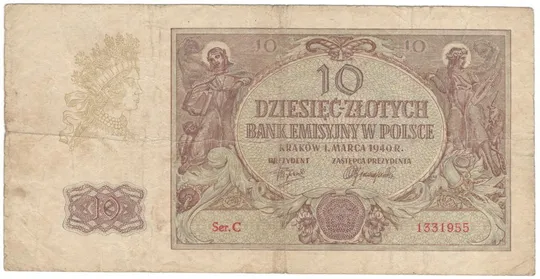 10 10
10
DZIESIĘĆ-ZŁOTYCH
BANK EMISYJNY W POLSCE
KRAKÓW 1. MARCA 1940 R.
PREZYDENT ZASTĘPCA PREZYDENTA
10
Ser. C 1331955